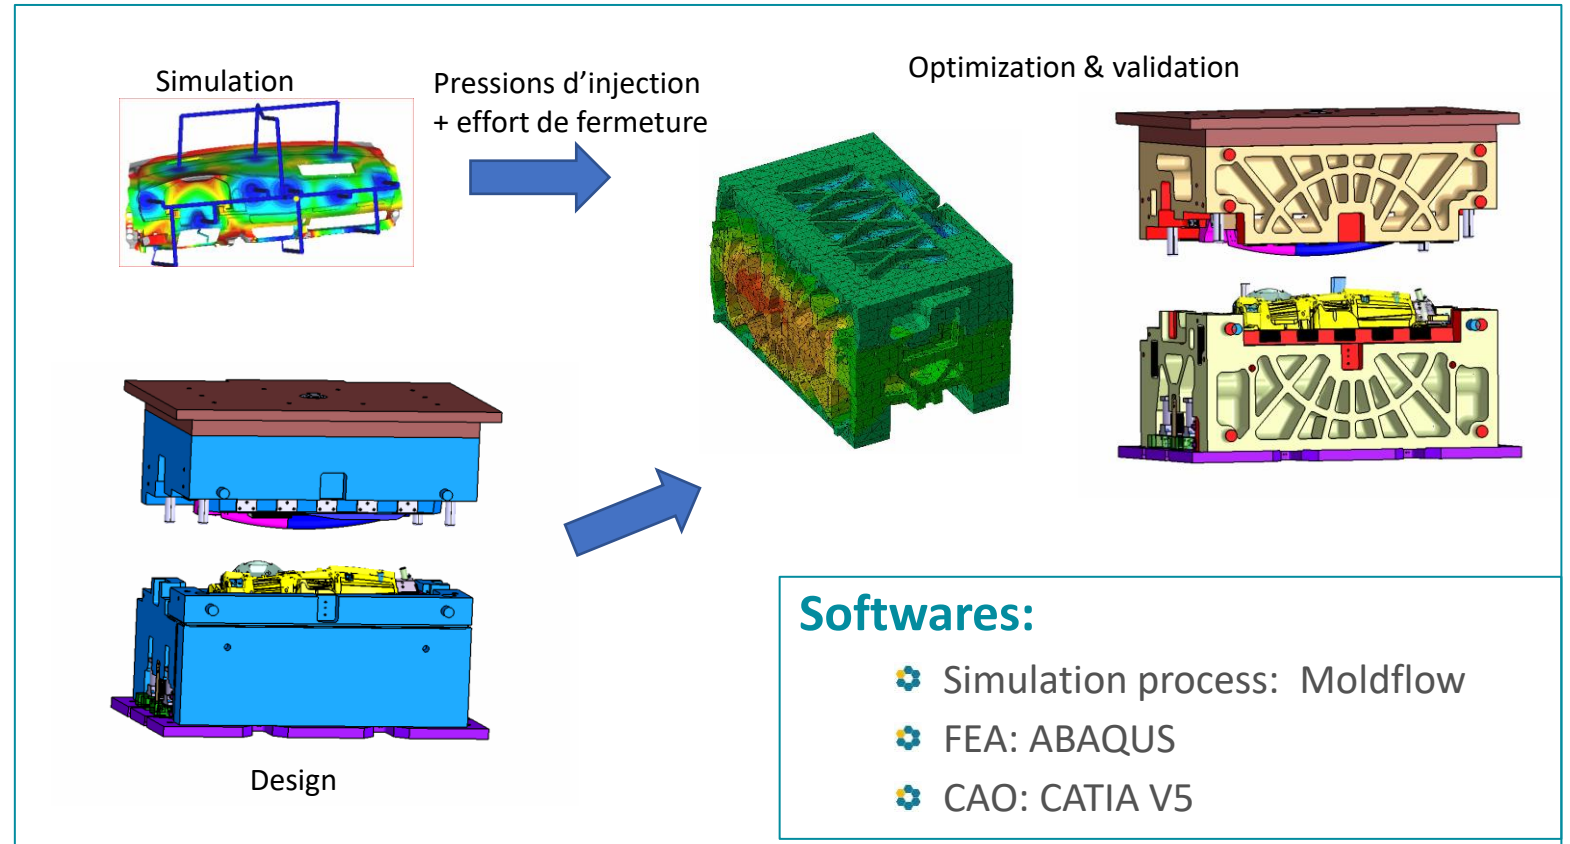 Simulation
Pressions d’injection
+ effort de fermeture
Optimization & validation
Design
Softwares:
Simulation process: Moldflow
FEA: ABAQUS
CAO: CATIA V5